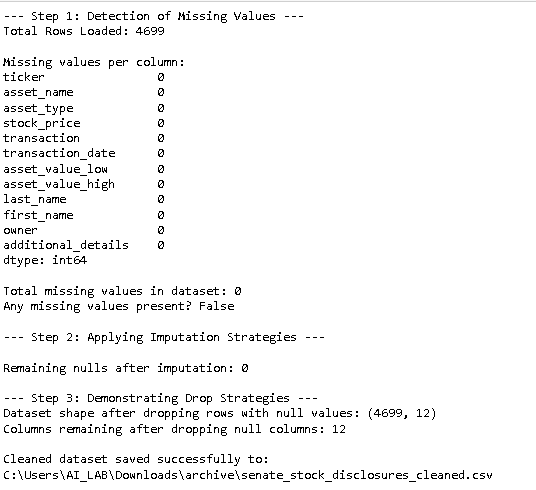 --- Step 1: Detection of Missing Values ---
Total Rows Loaded: 4699
Missing values per column:
ticker 0
asset_name 0
asset_type 0
stock_price 0
transaction 0
transaction_date 0
asset_value_low 0
asset_value_high 0
last_name 0
first_name 0
owner 0
additional_details 0
dtype: int64
Total missing values in dataset: 0
Any missing values present? False
--- Step 2: Applying Imputation Strategies ---
Remaining nulls after imputation: 0
--- Step 3: Demonstrating Drop Strategies ---
Dataset shape after dropping rows with null values: (4699, 12)
Columns remaining after dropping null columns: 12
Cleaned dataset saved successfully to:
C:\Users\AI_LAB\Downloads\archive\senate_stock_disclosures_cleaned.csv